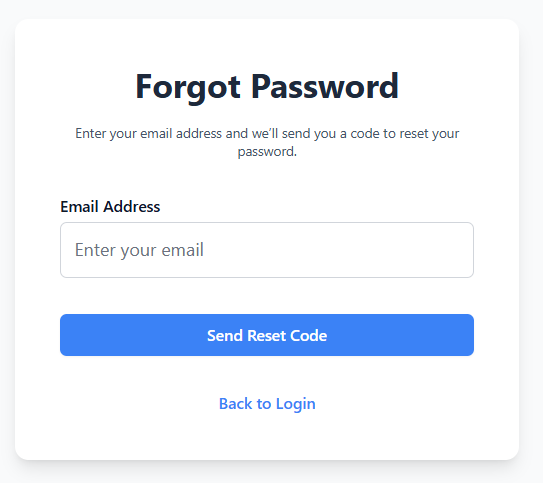 Forgot Password
Enter your email address and we’ll send you a code to reset your
password.
Email Address
Enter your email
Send Reset Code
Back to Login